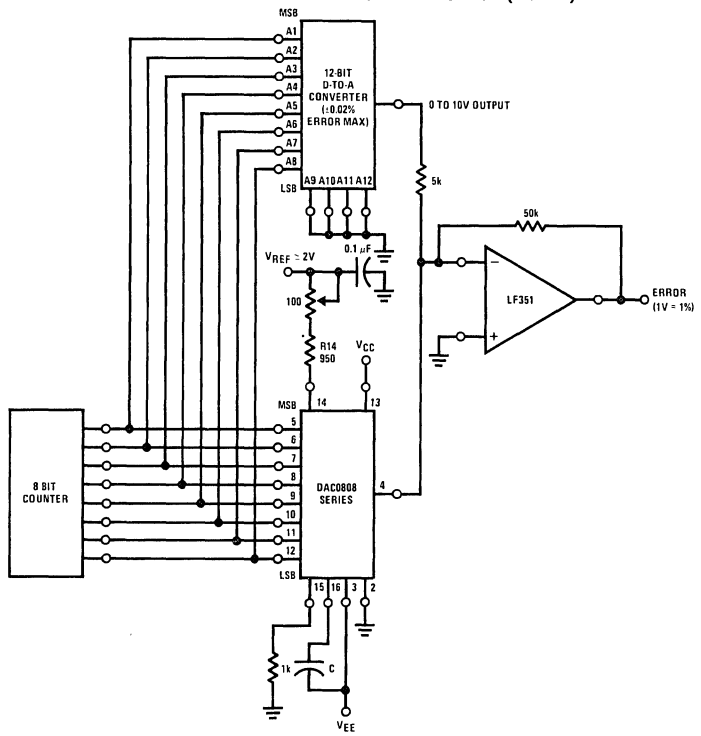 MSB
A1
A2
A3
A4
A5
A6
A7
A8
LSB
12-BIT
D-TO-A
CONVERTER
(±0.02%
ERROR MAX)
A9 A10 A11 A12
0 TO 10V OUTPUT
5k
50k
0.1 μF
VREF ≃ 2V
100
R14
950
VCC
LF351
−
+
ERROR
(1V = 1%)
14
13
MSB
5
6
7
8
9
10
11
12
LSB
8 BIT
COUNTER
DAC0808
SERIES
4
15
16
3
2
1k
C
VEE